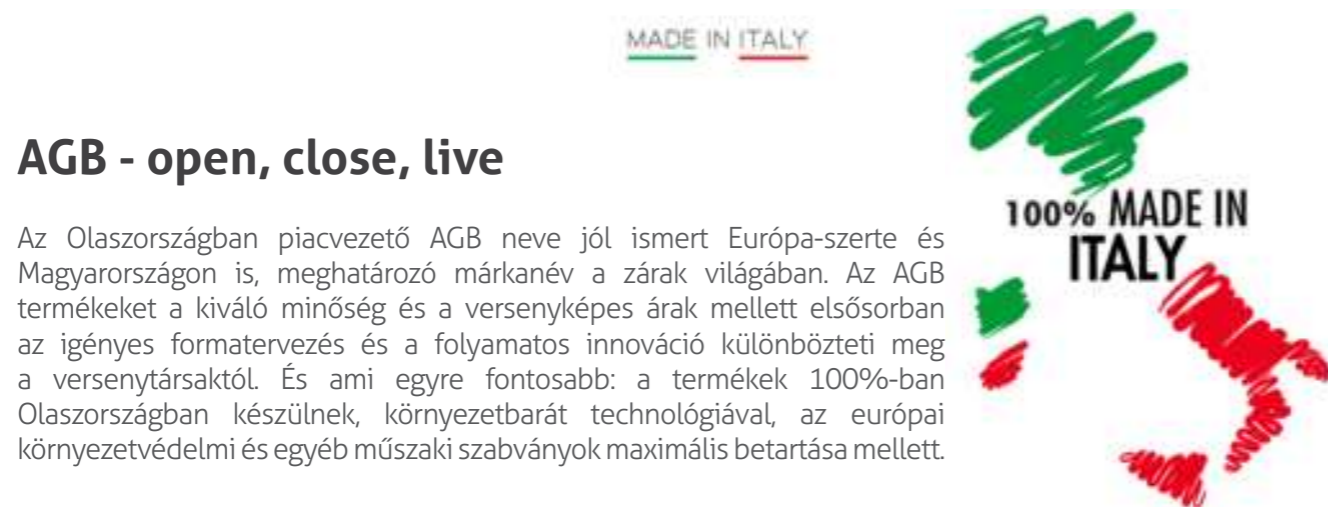 MADE IN ITALY
AGB - open, close, live
Az Olaszországban piacvezető AGB neve jól ismert Európa-szerte és
Magyarországon is, meghatározó márkanév a zárak világában. Az AGB
termékeket a kiváló minőség és a versenyképes árak mellett elsősorban
az igényes formatervezés és a folyamatos innováció különbözteti meg
a versenytársaktól. És ami egyre fontosabb: a termékek 100%-ban
Olaszországban készülnek, környezetbarát technológiával, az európai
környezetvédelmi és egyéb műszaki szabványok maximális betartása mellett.
100% MADE IN
ITALY